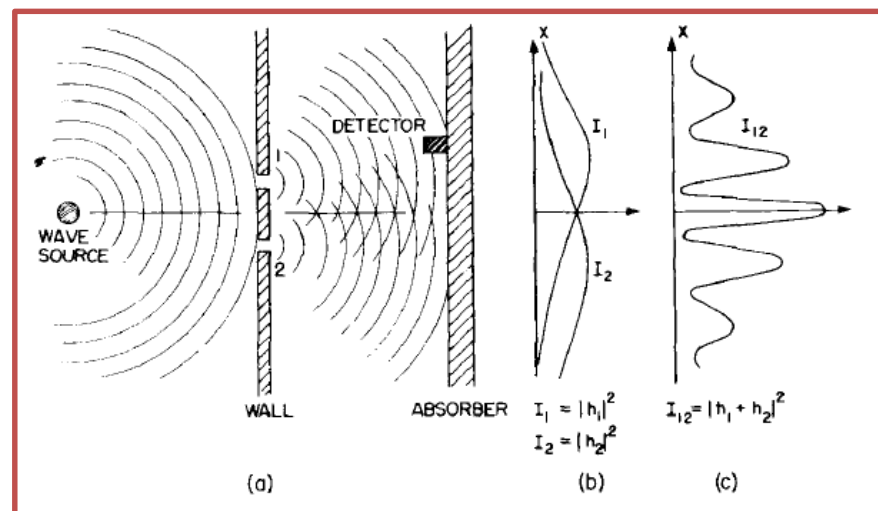 DETECTOR
1
WAVE
SOURCE
2
WALL
ABSORBER
(a)
X
I₁
I₂
I₁ = |h₁|²
I₂ = |h₂|²
(b)
X
I₁₂
I₁₂ = |h₁ + h₂|²
(c)